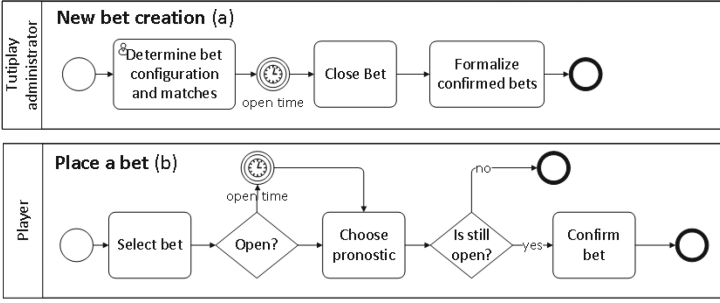 Tutiplay
administrator
New bet creation (a)
Determine bet
configuration
and matches
open time
Close Bet
Formalize
confirmed bets
Player
Place a bet (b)
open time
no
Select bet
Open?
Choose
pronostic
Is still
open?
yes
Confirm
bet